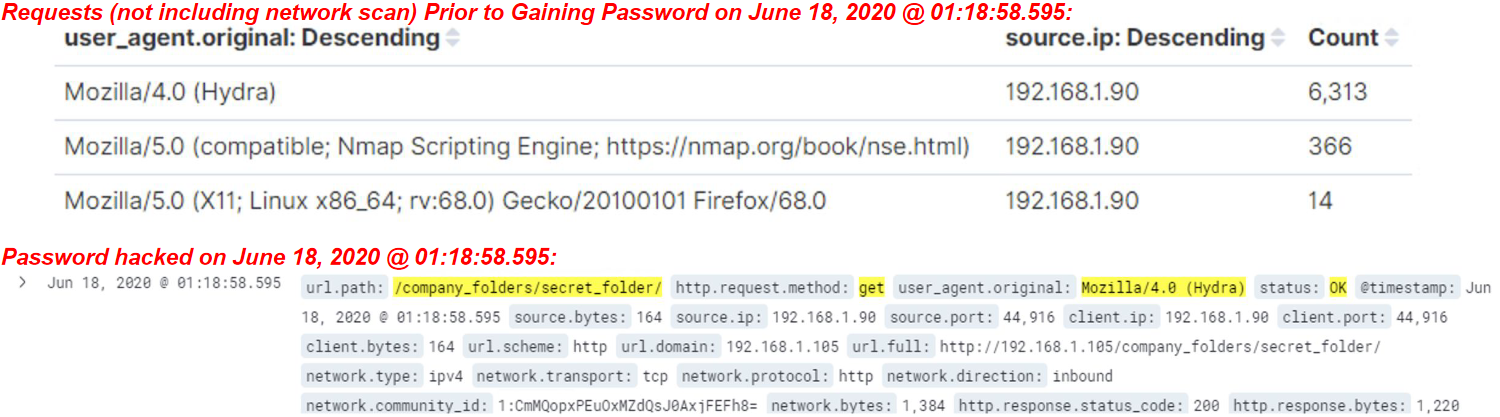 Requests (not including network scan) Prior to Gaining Password on June 18, 2020 @ 01:18:58.595:
user_agent.original: Descending source.ip: Descending Count
Mozilla/4.0 (Hydra) 192.168.1.90 6,313
Mozilla/5.0 (compatible; Nmap Scripting Engine; https://nmap.org/book/nse.html) 192.168.1.90 366
Mozilla/5.0 (X11; Linux x86_64; rv:68.0) Gecko/20100101 Firefox/68.0 192.168.1.90 14
Password hacked on June 18, 2020 @ 01:18:58.595:
Jun 18, 2020 @ 01:18:58.595 url.path: /company_folders/secret_folder/ http.request.method: get user_agent.original: Mozilla/4.0 (Hydra) status: OK @timestamp: Jun
18, 2020 @ 01:18:58.595 source.bytes: 164 source.ip: 192.168.1.90 source.port: 44,916 client.ip: 192.168.1.90 client.port: 44,916
client.bytes: 164 url.scheme: http url.domain: 192.168.1.105 url.full: http://192.168.1.105/company_folders/secret_folder/
network.type: ipv4 network.transport: tcp network.protocol: http network.direction: inbound
network.community_id: 1:CmMQopxPEuOxMZdQsJ0AxjFEFh8= network.bytes: 1,384 http.response.status_code: 200 http.response.bytes: 1,220